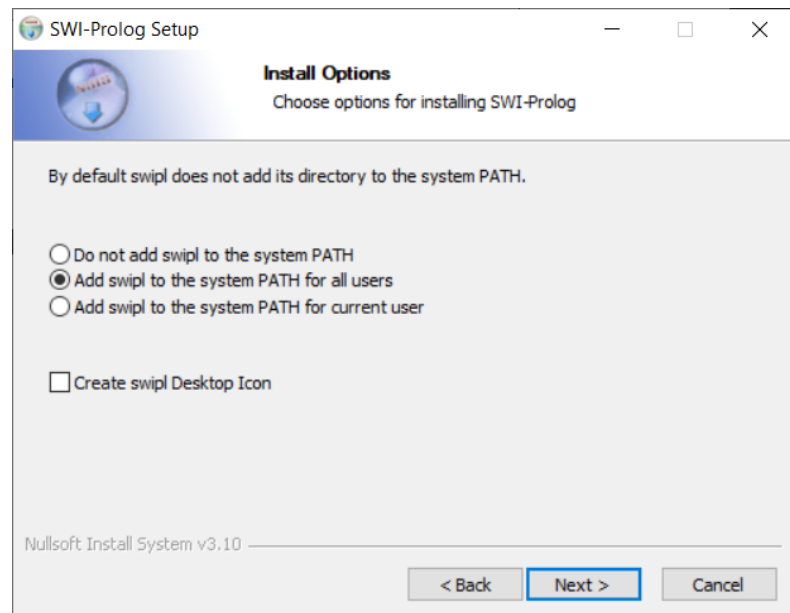 SWI-Prolog Setup
Install Options
Choose options for installing SWI-Prolog
By default swipl does not add its directory to the system PATH.
Do not add swipl to the system PATH
Add swipl to the system PATH for all users
Add swipl to the system PATH for current user
Create swipl Desktop Icon
Nullsoft Install System v3.10
< Back Next > Cancel